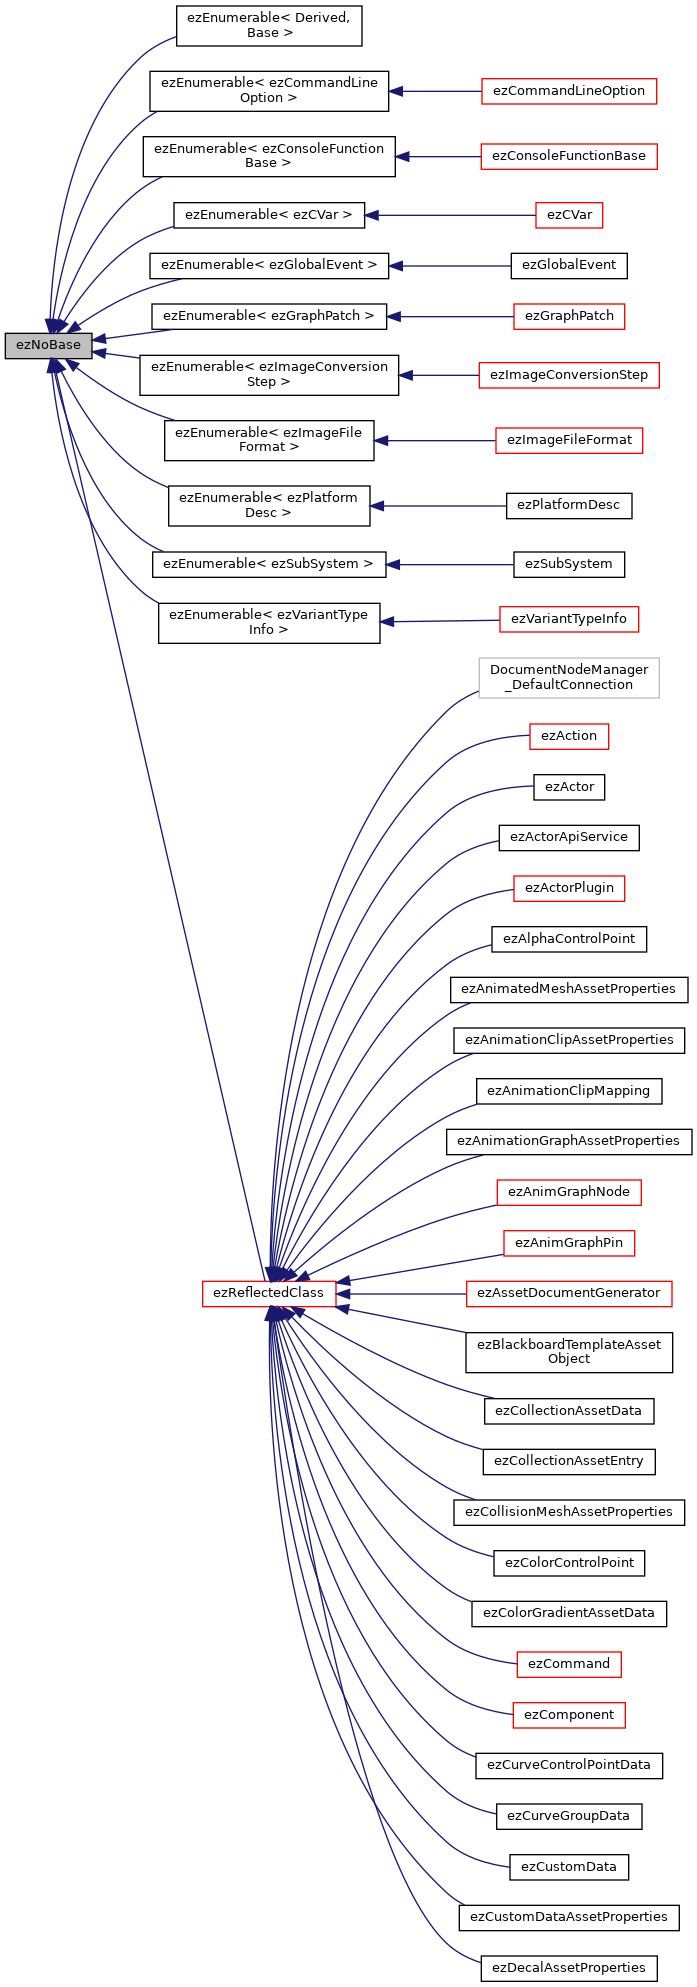 ezEnumerable< Derived,
Base >
ezEnumerable< ezCommandLine
Option >
ezCommandLineOption
ezEnumerable< ezConsoleFunction
Base >
ezConsoleFunctionBase
ezEnumerable< ezCVar >
ezCVar
ezEnumerable< ezGlobalEvent >
ezGlobalEvent
ezEnumerable< ezGraphPatch >
ezGraphPatch
ezNoBase
ezEnumerable< ezImageConversion
Step >
ezImageConversionStep
ezEnumerable< ezImageFile
Format >
ezImageFileFormat
ezEnumerable< ezPlatform
Desc >
ezPlatformDesc
ezEnumerable< ezSubSystem >
ezSubSystem
ezEnumerable< ezVariantType
Info >
ezVariantTypeInfo
DocumentNodeManager
_DefaultConnection
ezAction
ezActor
ezActorApiService
ezActorPlugin
ezAlphaControlPoint
ezAnimatedMeshAssetProperties
ezAnimationClipAssetProperties
ezAnimationClipMapping
ezAnimationGraphAssetProperties
ezAnimGraphNode
ezAnimGraphPin
ezReflectedClass
ezAssetDocumentGenerator
ezBlackboardTemplateAsset
Object
ezCollectionAssetData
ezCollectionAssetEntry
ezCollisionMeshAssetProperties
ezColorControlPoint
ezColorGradientAssetData
ezCommand
ezComponent
ezCurveControlPointData
ezCurveGroupData
ezCustomData
ezCustomDataAssetProperties
ezDecalAssetProperties